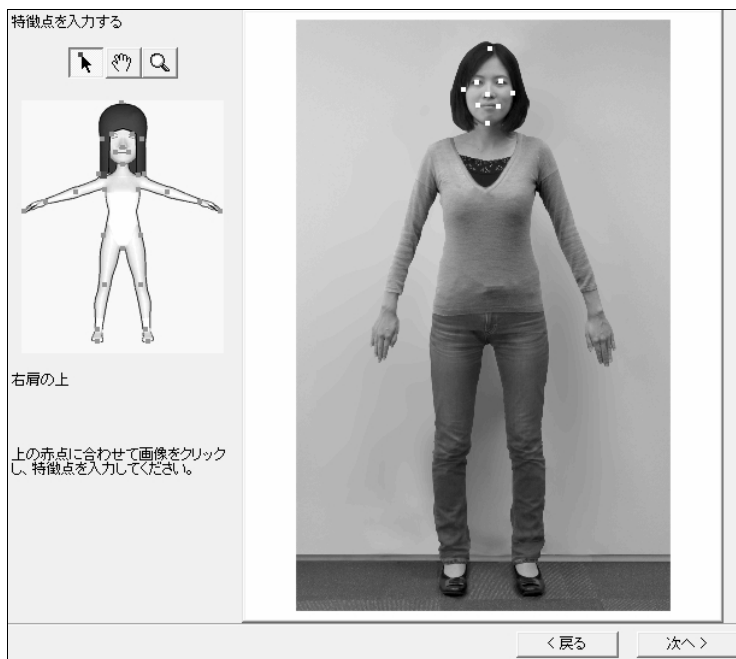 特徴点を入力する
右肩の上
上の赤点に合わせて画像をクリック
し、特徴点を入力してください。
< 戻る
次へ >